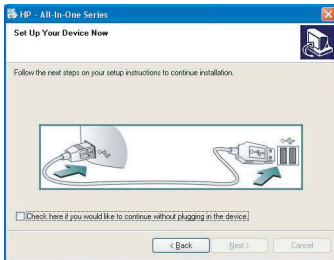 HP - All-In-One Series
Set Up Your Device Now
Follow the next steps on your setup instructions to continue installation.
Check here if you would like to continue without plugging in the device.
< Back
Next >
Cancel